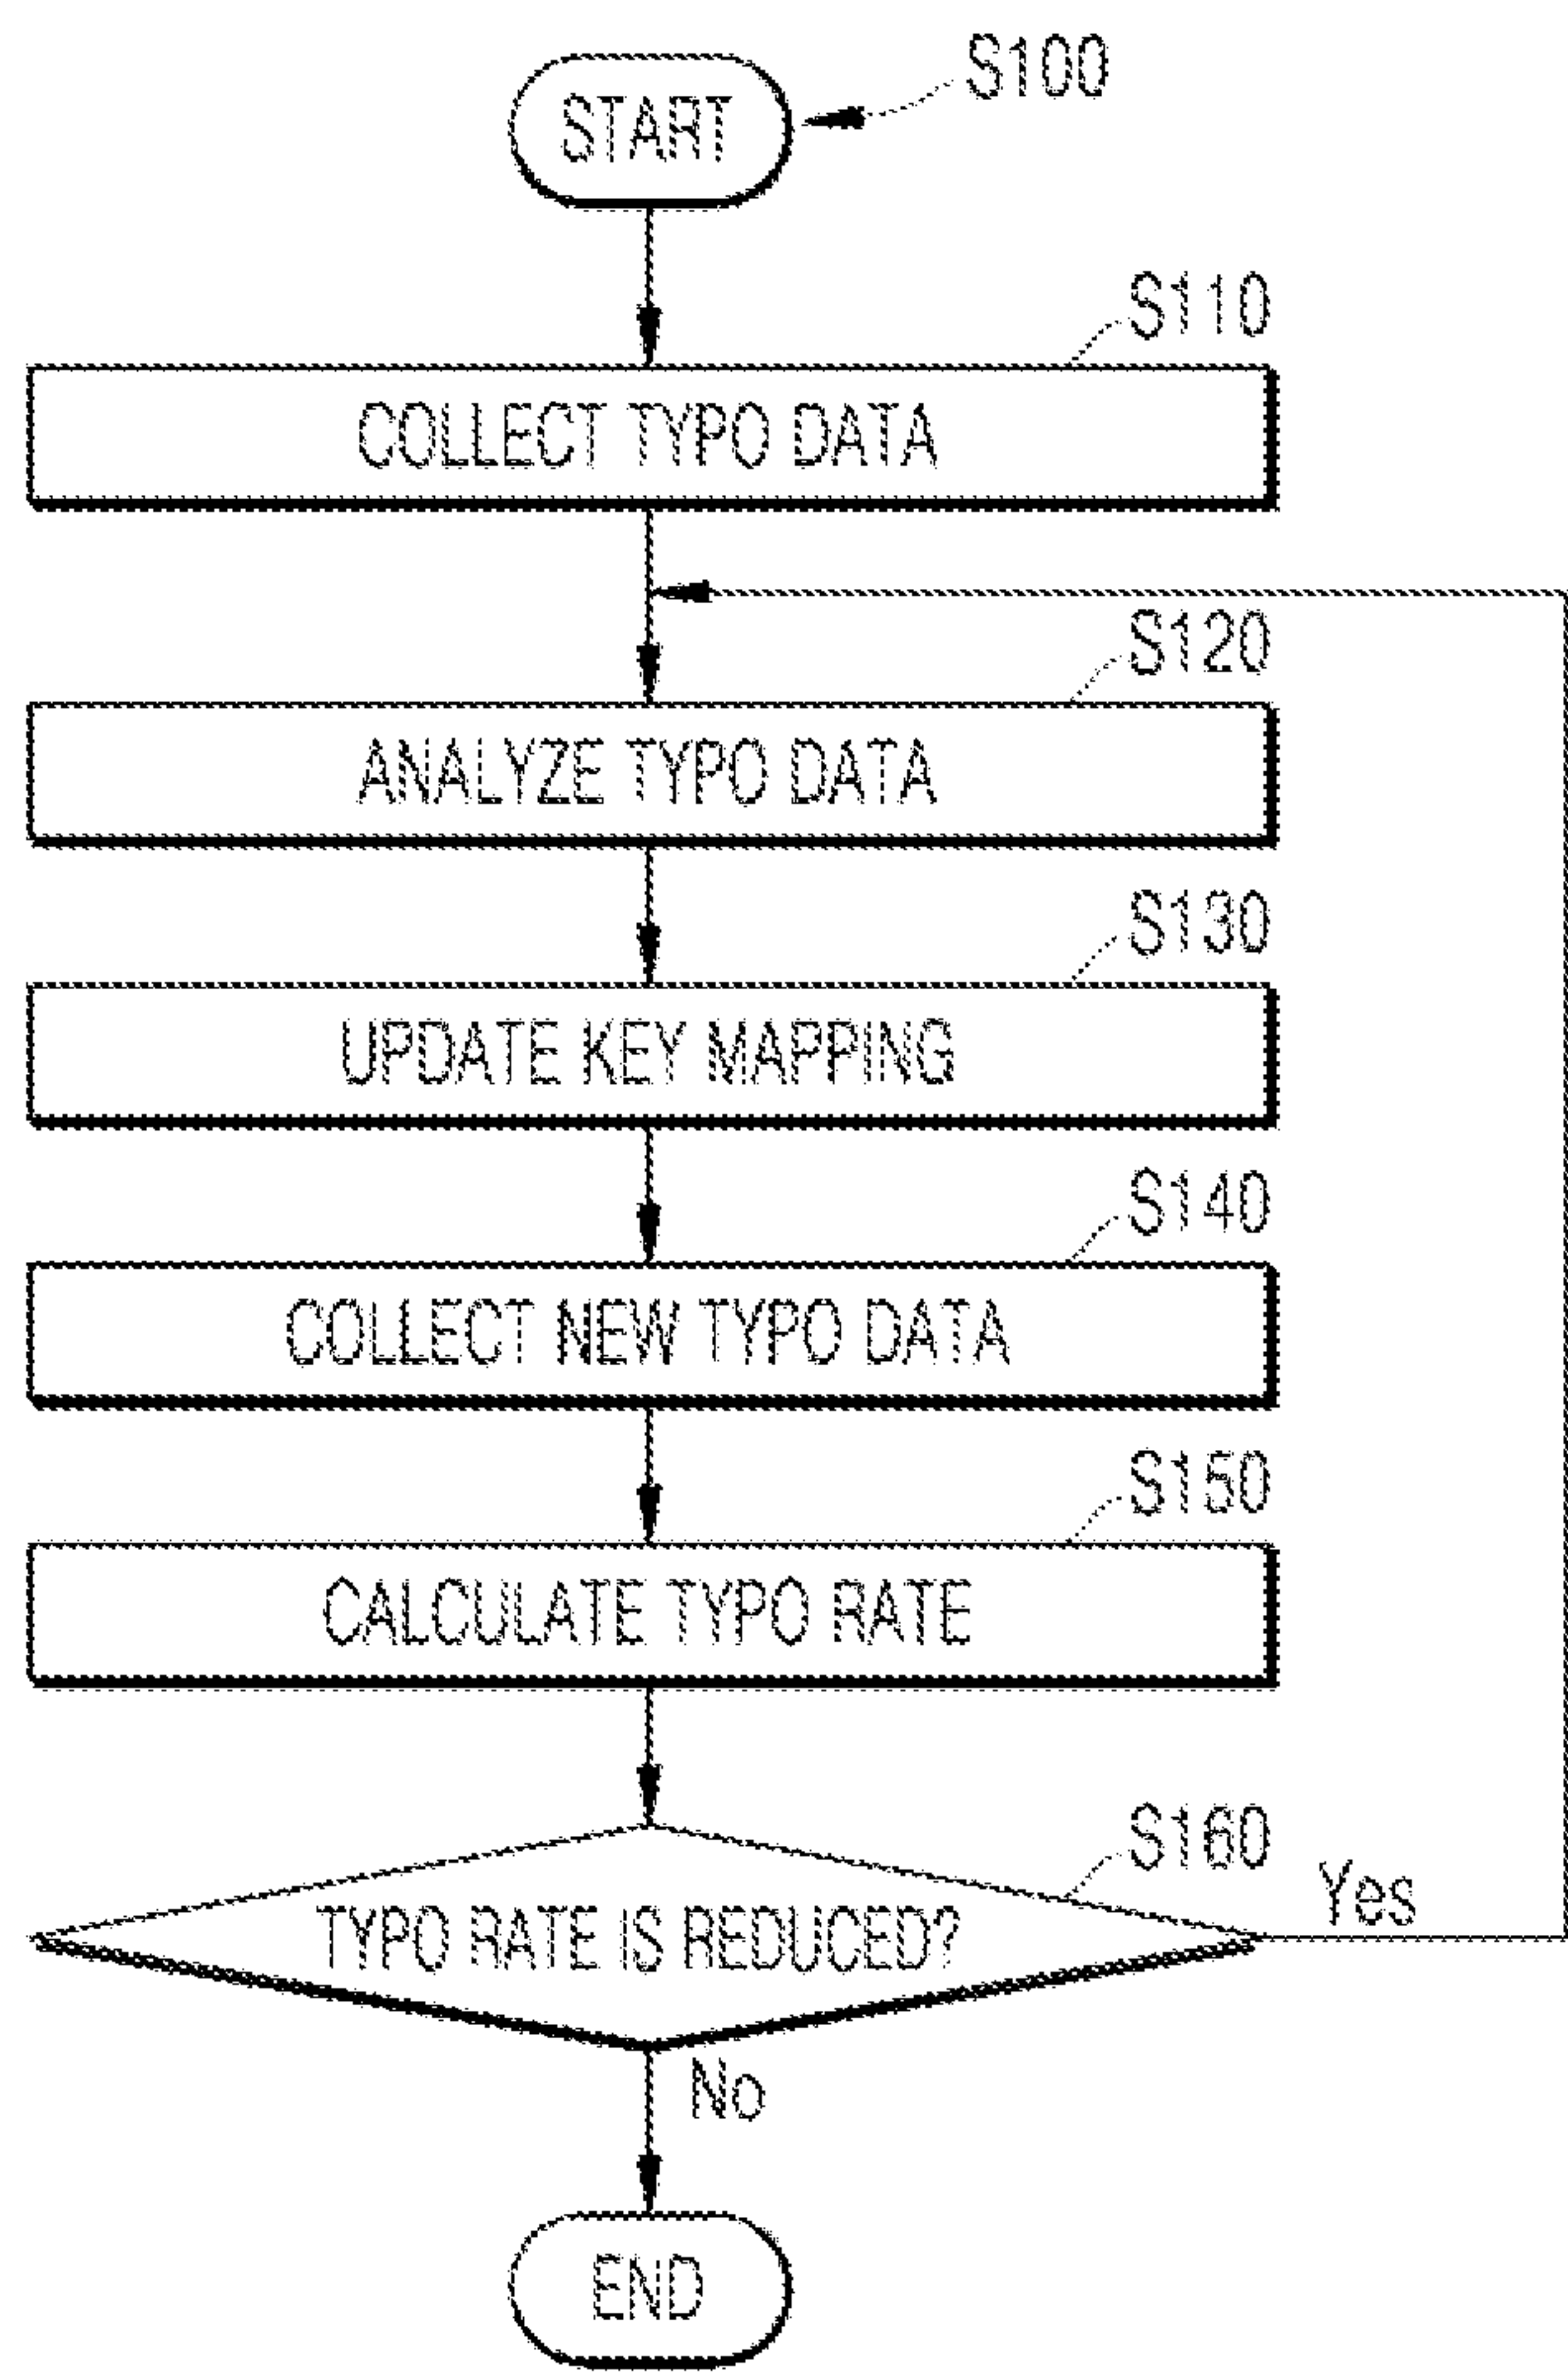 START
S100
S110
COLLECT TYPO DATA
S120
ANALYZE TYPO DATA
S130
UPDATE KEY MAPPING
S140
COLLECT NEW TYPO DATA
S150
CALCULATE TYPO RATE
S160
TYPO RATE IS REDUCED?
Yes
No
END